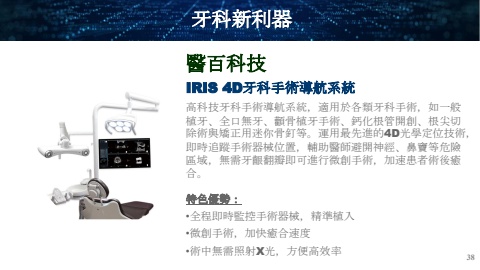 牙科新利器
醫百科技
IRIS 4D牙科手術導航系統
高科技牙科手術導航系統，適用於各類牙科手術，如一般
植牙、全口無牙、顴骨植牙手術、鈣化根管開創、根尖切
除術與矯正用迷你骨釘等。運用最先進的4D光學定位技術，
即時追蹤手術器械位置，輔助醫師避開神經、鼻竇等危險
區域，無需牙齦翻瓣即可進行微創手術，加速患者術後癒
合。
特色優勢：
•全程即時監控手術器械，精準植入
•微創手術，加快癒合速度
•術中無需照射X光，方便高效率
38